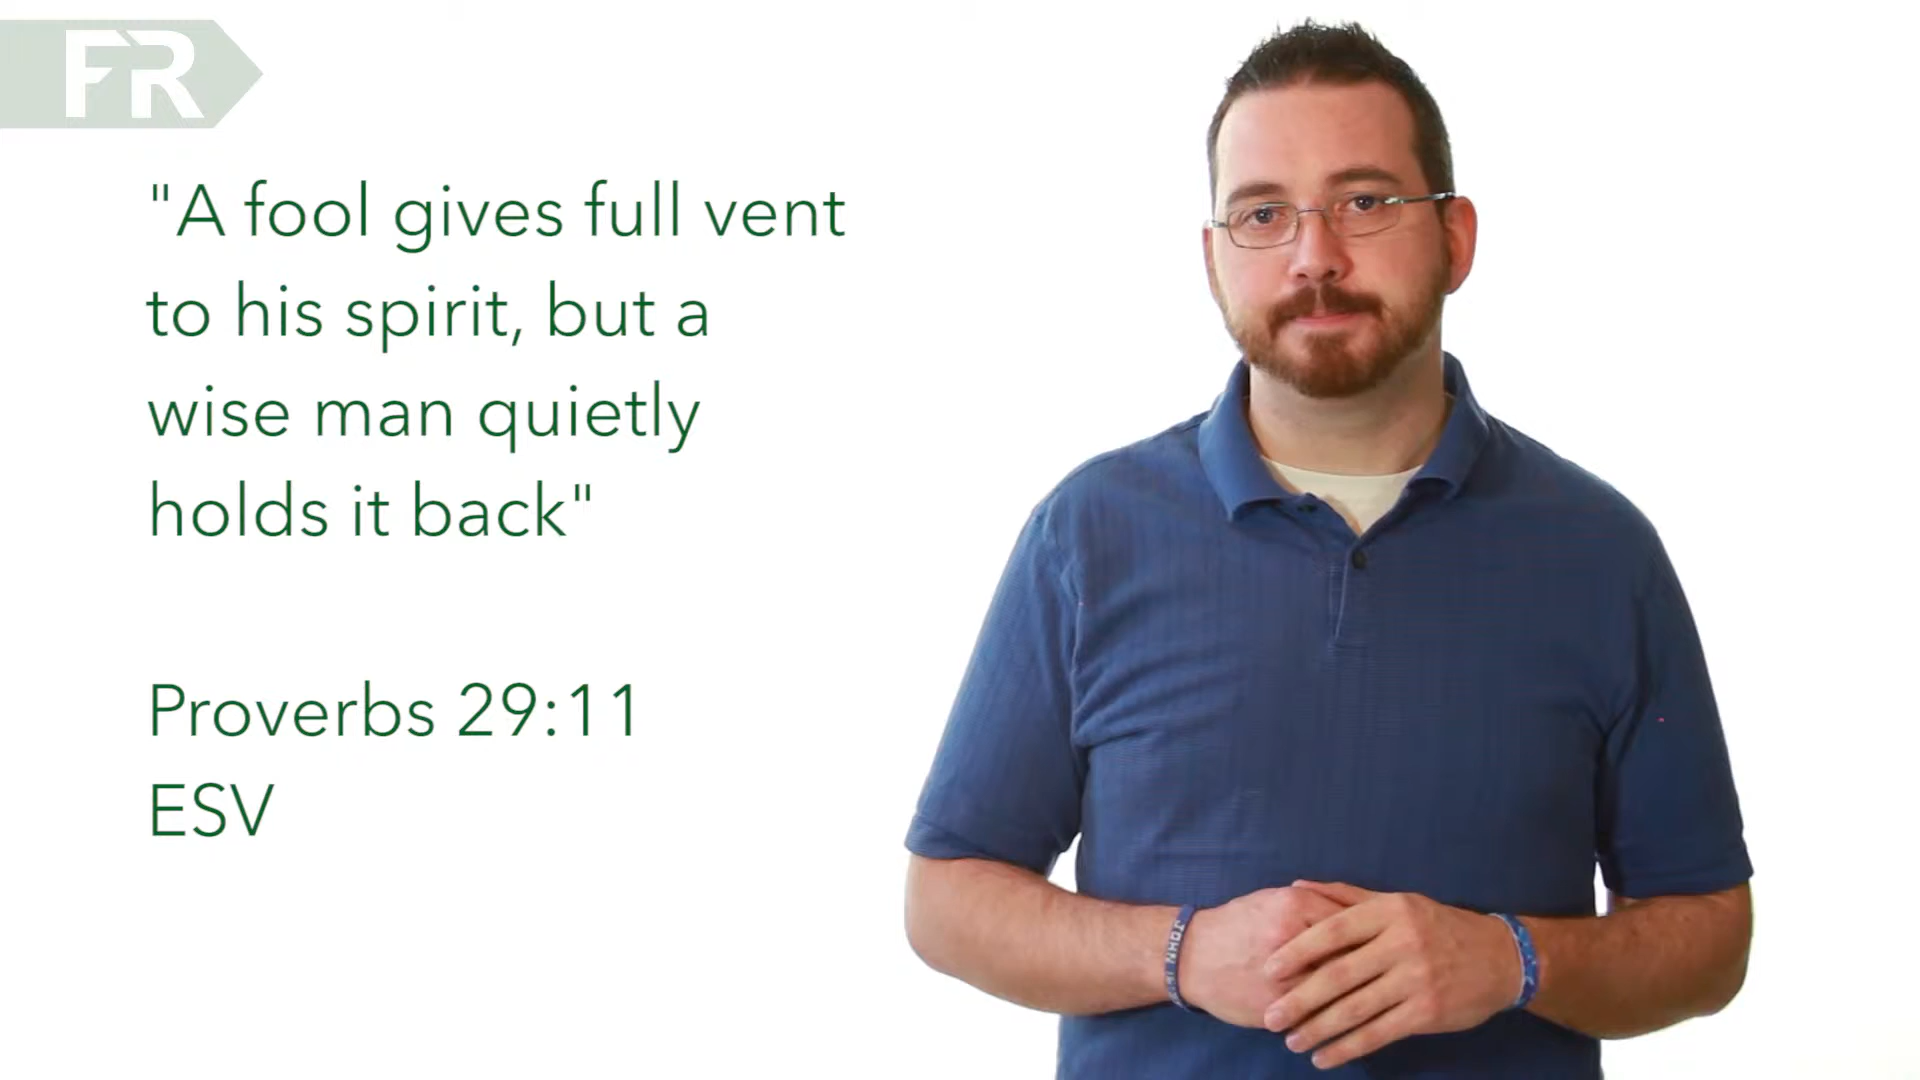 FR
"A fool gives full vent
to his spirit, but a
wise man quietly
holds it back"
Proverbs 29:11
ESV
JOHN